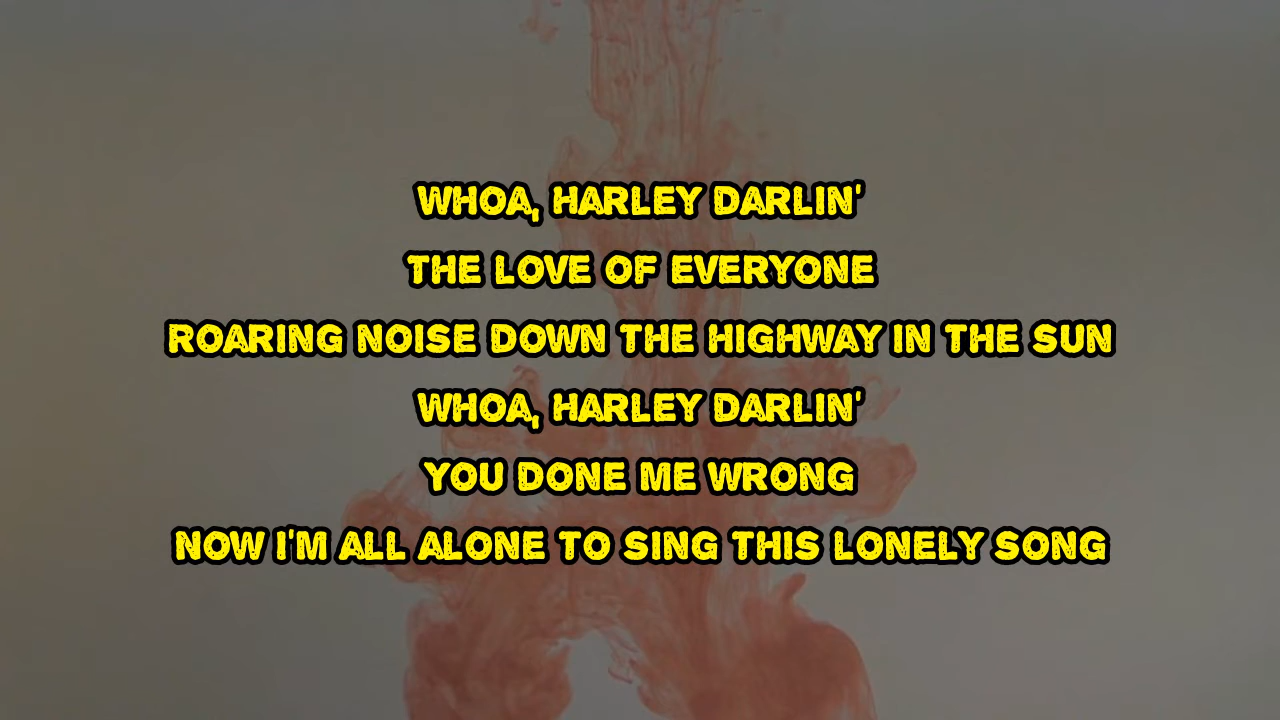 WHOA, HARLEY DARLIN'
THE LOVE OF EVERYONE
ROARING NOISE DOWN THE HIGHWAY IN THE SUN
WHOA, HARLEY DARLIN'
YOU DONE ME WRONG
NOW I'M ALL ALONE TO SING THIS LONELY SONG